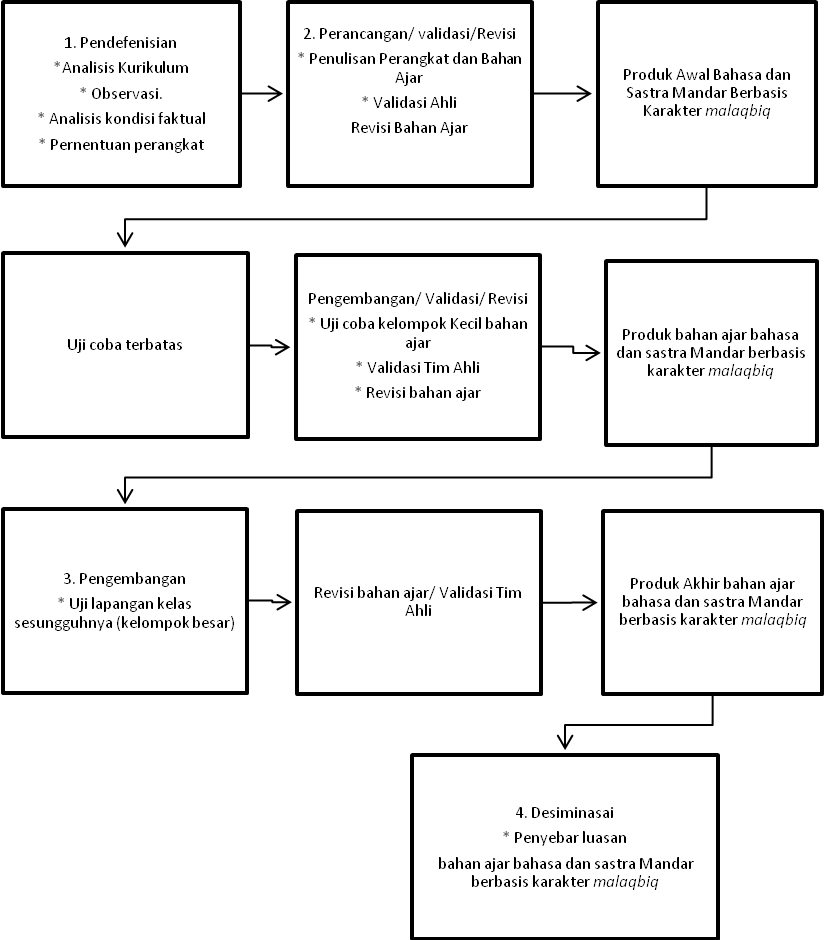 1. Pendefenisian
*Analisis Kurikulum
* Observasi.
* Analisis kondisi faktual
* Pernentuan perangkat
2. Perancangan/ validasi/Revisi
* Penulisan Perangkat dan Bahan
Ajar
* Validasi Ahli
Revisi Bahan Ajar
Produk Awal Bahasa dan
Sastra Mandar Berbasis
Karakter malaqbiq
Uji coba terbatas
Pengembangan/ Validasi/ Revisi
* Uji coba kelompok Kecil bahan
ajar
* Validasi Tim Ahli
* Revisi bahan ajar
Produk bahan ajar bahasa
dan sastra Mandar berbasis
karakter malaqbiq
3. Pengembangan
* Uji lapangan kelas
sesungguhnya (kelompok besar)
Revisi bahan ajar/ Validasi Tim
Ahli
Produk Akhir bahan ajar
bahasa dan sastra Mandar
berbasis karakter malaqbiq
4. Desiminasai
* Penyebar luasan
bahan ajar bahasa dan sastra Mandar
berbasis karakter malaqbiq